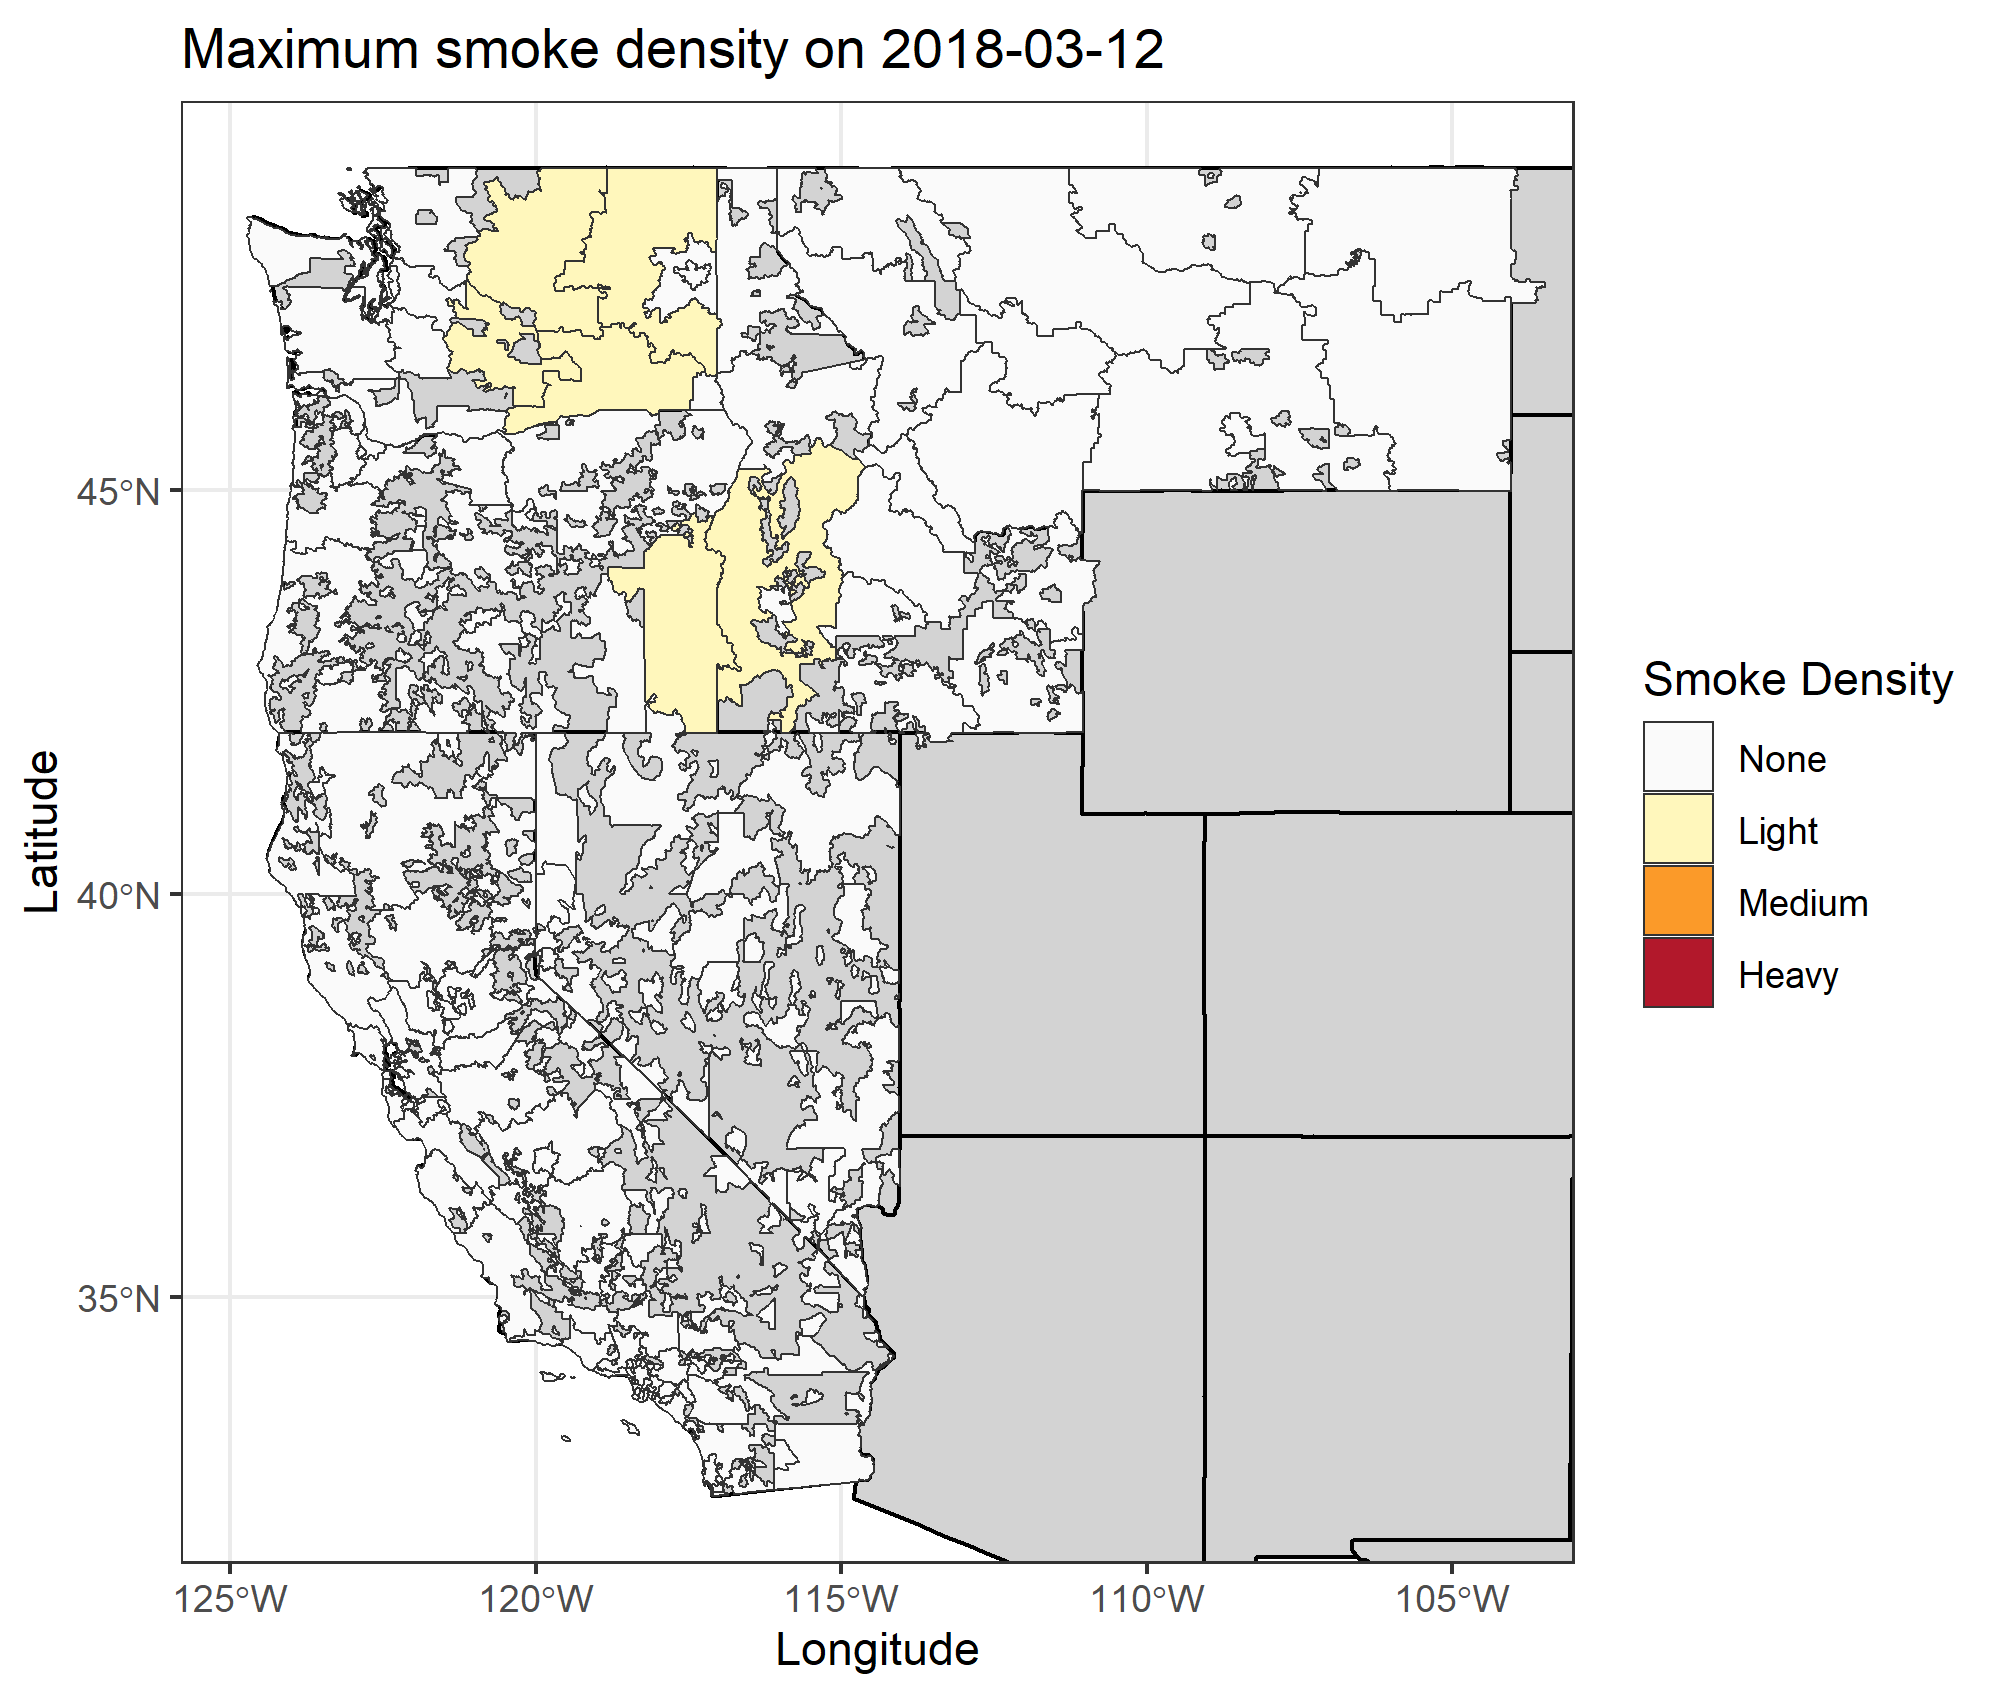 Maximum smoke density on 2018-03-12
45°N
40°N
35°N
Latitude
125°W
120°W
115°W
110°W
105°W
Longitude
Smoke Density
None
Light
Medium
Heavy